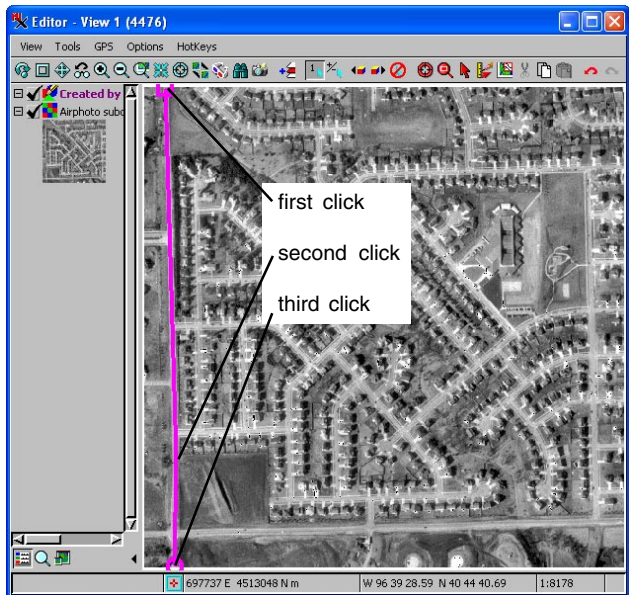 Editor - View 1 (4476)
View Tools GPS Options HotKeys
Created by
Airphoto subd
first click
second click
third click
697737 E 4513048 N m
W 96 39 28.59 N 40 44 40.69
1:8178